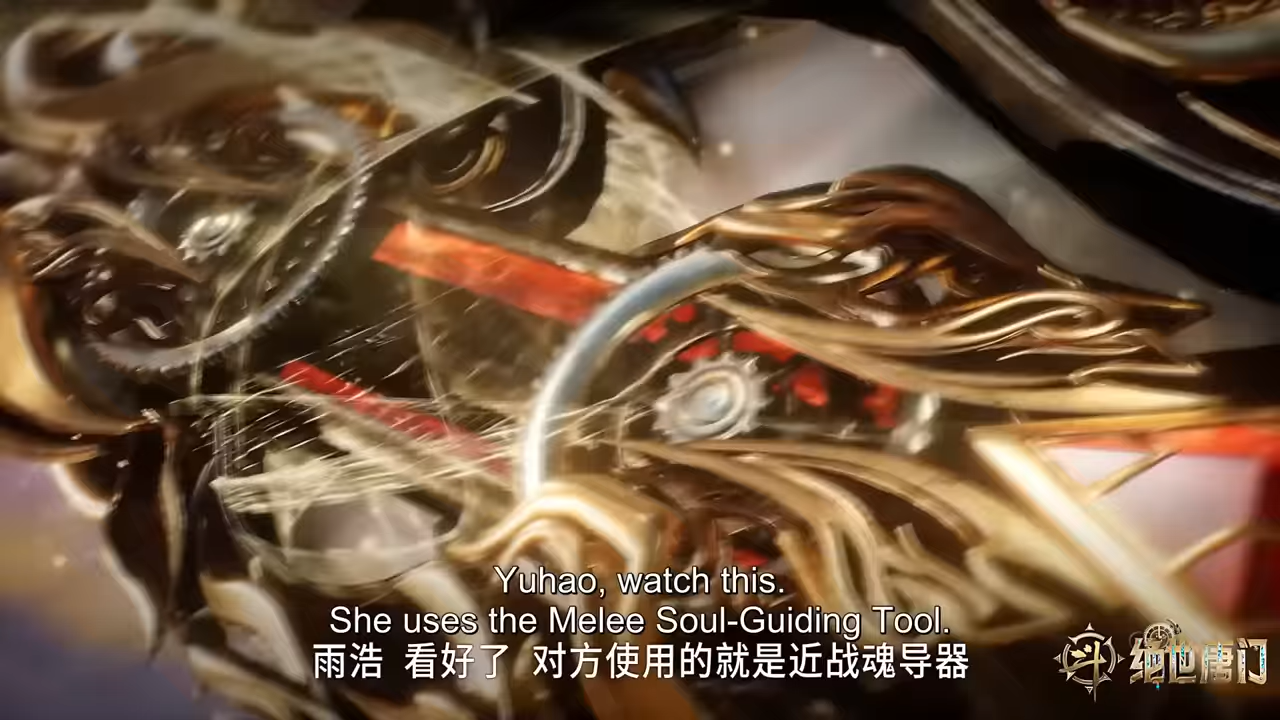 Yuhao, watch this.
She uses the Melee Soul-Guiding Tool.
雨浩 看好了 对方使用的就是近战魂导器
斗 绝世唐门